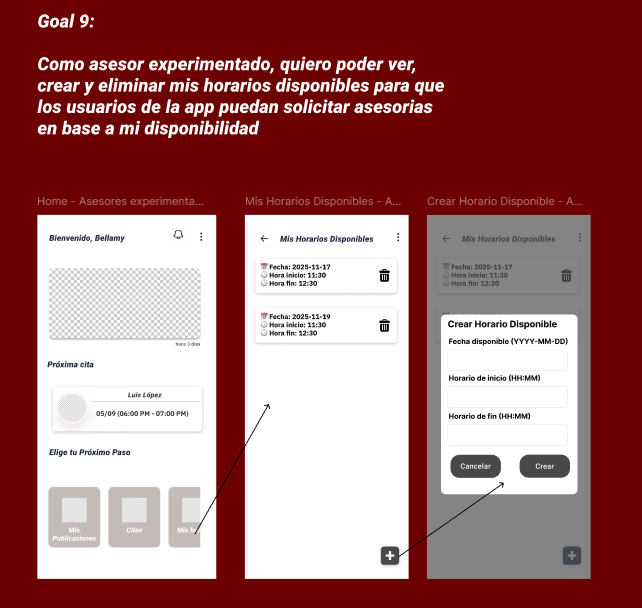 Goal 9:
Como asesor experimentado, quiero poder ver,
crear y eliminar mis horarios disponibles para que
los usuarios de la app puedan solicitar asesorias
en base a mi disponibilidad
Home - Asesores experimenta...
Bienvenido, Bellamy
hace 3 días
Próxima cita
Luis López
05/09 (06:00 PM - 07:00 PM)
Elige tu Próximo Paso
Mis
Publicaciones
Citas
Mis ho
Mis Horarios Disponibles - A...
Mis Horarios Disponibles
Fecha: 2025-11-17
Hora inicio: 11:30
Hora fin: 12:30
Fecha: 2025-11-19
Hora inicio: 11:30
Hora fin: 12:30
Crear Horario Disponible - A...
Mis Horarios Disponibles
Fecha: 2025-11-17
Hora inicio: 11:30
Hora fin: 12:30
Crear Horario Disponible
Fecha disponible (YYYY-MM-DD)
Horario de inicio (HH:MM)
Horario de fin (HH:MM)
Cancelar
Crear